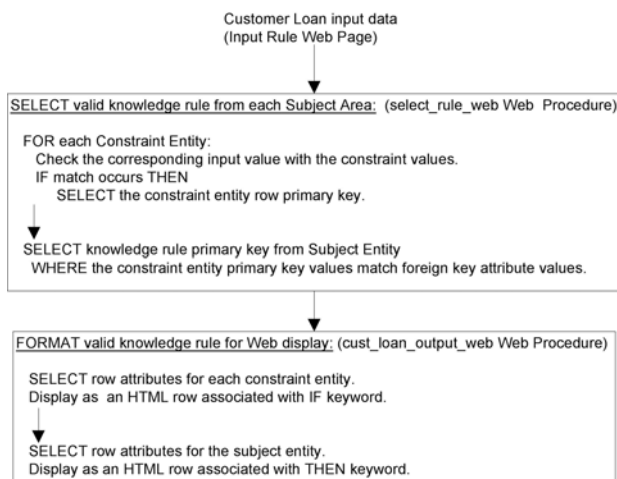 Customer Loan input data
(Input Rule Web Page)
SELECT valid knowledge rule from each Subject Area: (select_rule_web Web Procedure)
FOR each Constraint Entity:
Check the corresponding input value with the constraint values.
IF match occurs THEN
SELECT the constraint entity row primary key.
SELECT knowledge rule primary key from Subject Entity
WHERE the constraint entity primary key values match foreign key attribute values.
FORMAT valid knowledge rule for Web display: (cust_loan_output_web Web Procedure)
SELECT row attributes for each constraint entity.
Display as an HTML row associated with IF keyword.
SELECT row attributes for the subject entity.
Display as an HTML row associated with THEN keyword.